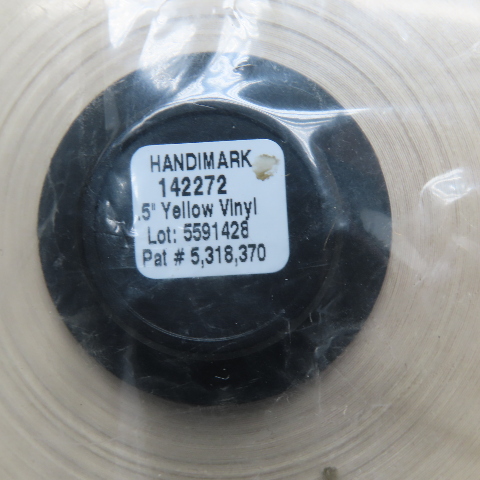 HANDIMARK
142272
.5" Yellow Vinyl
Lot: 5591428
Pat # 5,318,370